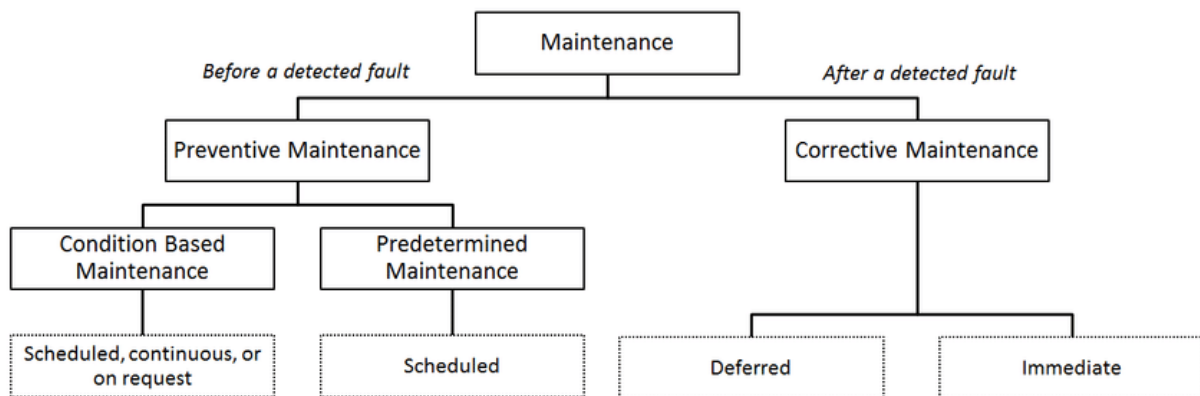 Maintenance
Before a detected fault
After a detected fault
Preventive Maintenance
Corrective Maintenance
Condition Based
Maintenance
Predetermined
Maintenance
Scheduled, continuous, or
on request
Scheduled
Deferred
Immediate